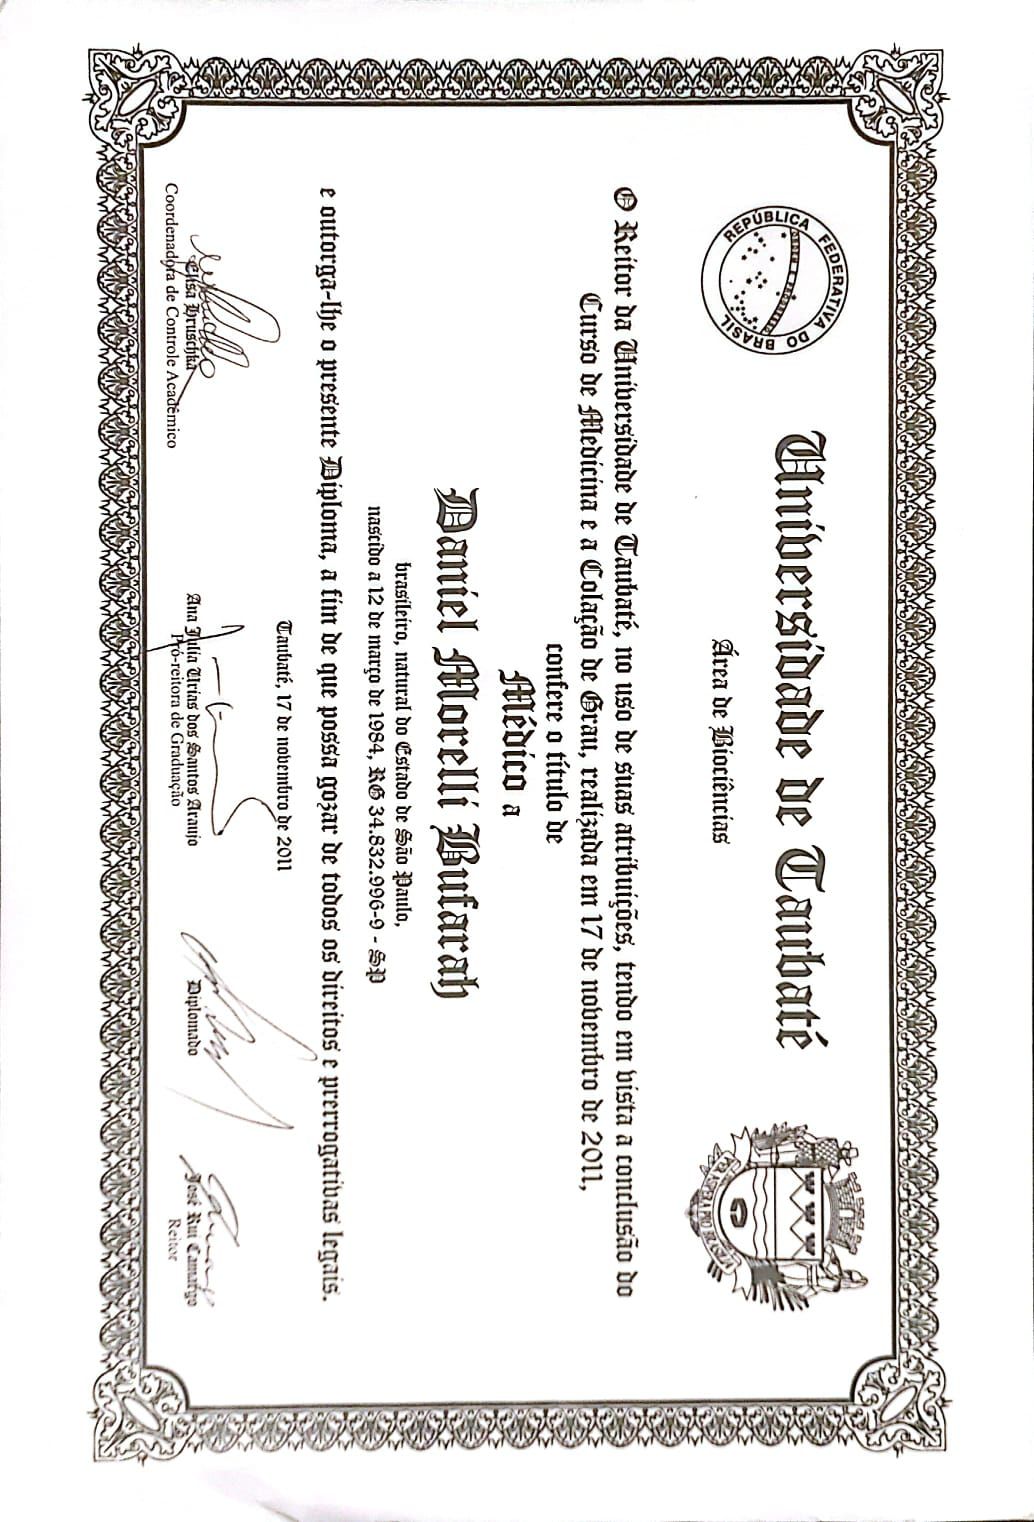 REPÚBLICA FEDERATIVA DO BRASIL
ORDEM E PROGRESSO
Universidade de Taubaté
Área de Biociências
O Reitor da Universidade de Taubaté, no uso de suas atribuições, tendo em vista a conclusão do
Curso de Medicina e a Colação de Grau, realizada em 17 de novembro de 2011,
confere o título de
Médico a
Daniel Morelli Bufarah
brasileiro, natural do Estado de São Paulo,
nascido a 12 de março de 1984, RG 34.832.996-9 - SP
e outorga-lhe o presente Diploma, a fim de que possa gozar de todos os direitos e prerrogativas legais.
Taubaté, 17 de novembro de 2011
Elisa Hruschka
Coordenadora de Controle Acadêmico
Ana Júlia Urias dos Santos Araujo
Pró-reitora de Graduação
Diplomado
José Rui Camargo
Reitor